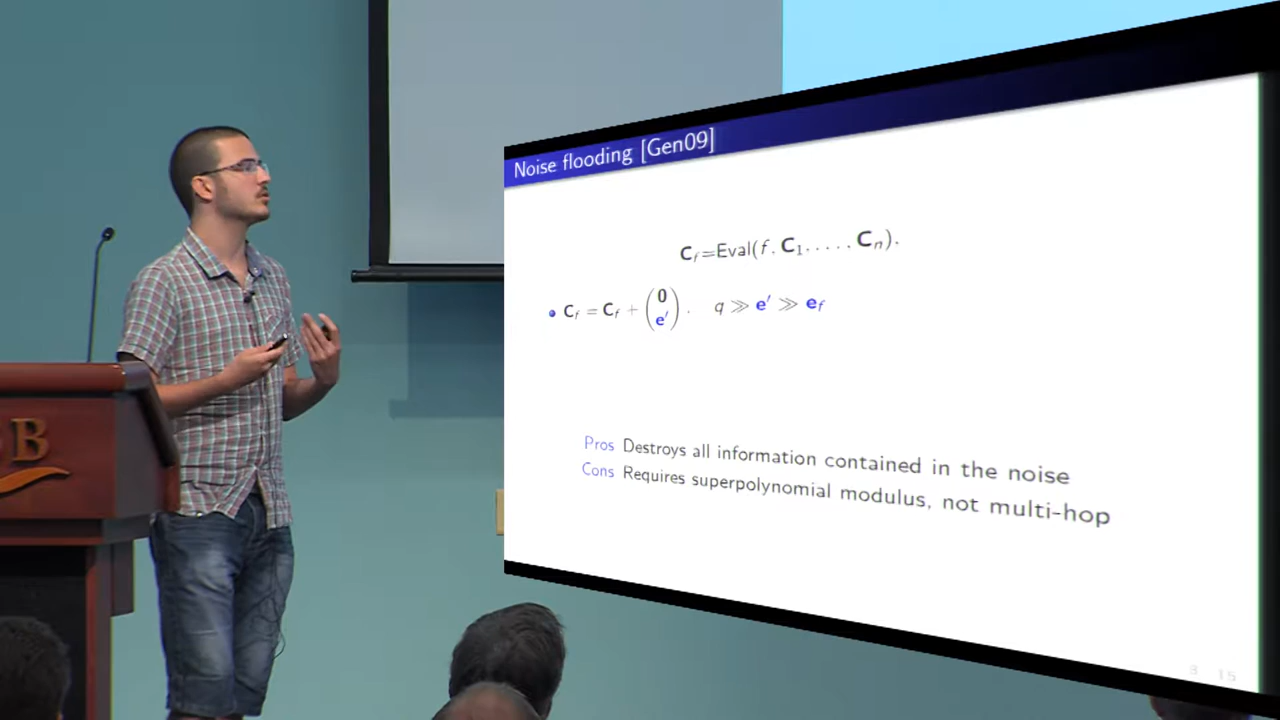 Noise flooding [Gen09]
C_f=Eval(f, C_1, . . . , C_n).
• C_f = C_f + (0 e′) , q ≫ e′ ≫ e_f
Pros Destroys all information contained in the noise
Cons Requires superpolynomial modulus, not multi-hop
B